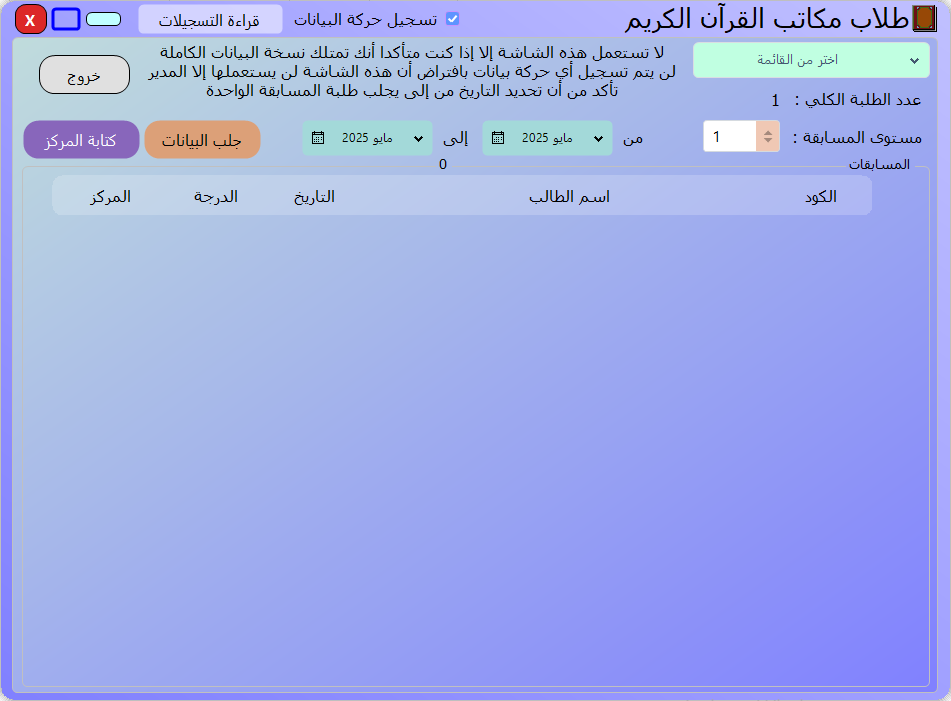 طلاب مكاتب القرآن الكريم
تسجيل حركة البيانات
قراءة التسجيلات
X
اختر من القائمة
لا تستعمل هذه الشاشة إلا إذا كنت متأكدا أنك تمتلك نسخة البيانات الكاملة
لن يتم تسجيل أي حركة بيانات بافتراض أن هذه الشاشة لن يستعملها إلا المدير
تأكد من أن تحديد التاريخ من إلى يجلب طلبة المسابقة الواحدة
خروج
عدد الطلبة الكلي : 1
مستوى المسابقة : 1
من
مايو 2025
إلى
مايو 2025
جلب البيانات
كتابة المركز
المسابقات
0
الكود
اسم الطالب
التاريخ
الدرجة
المركز